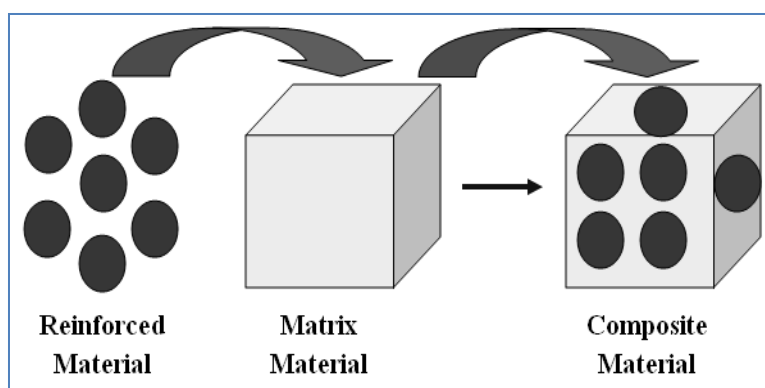 Reinforced
Material
Matrix
Material
Composite
Material